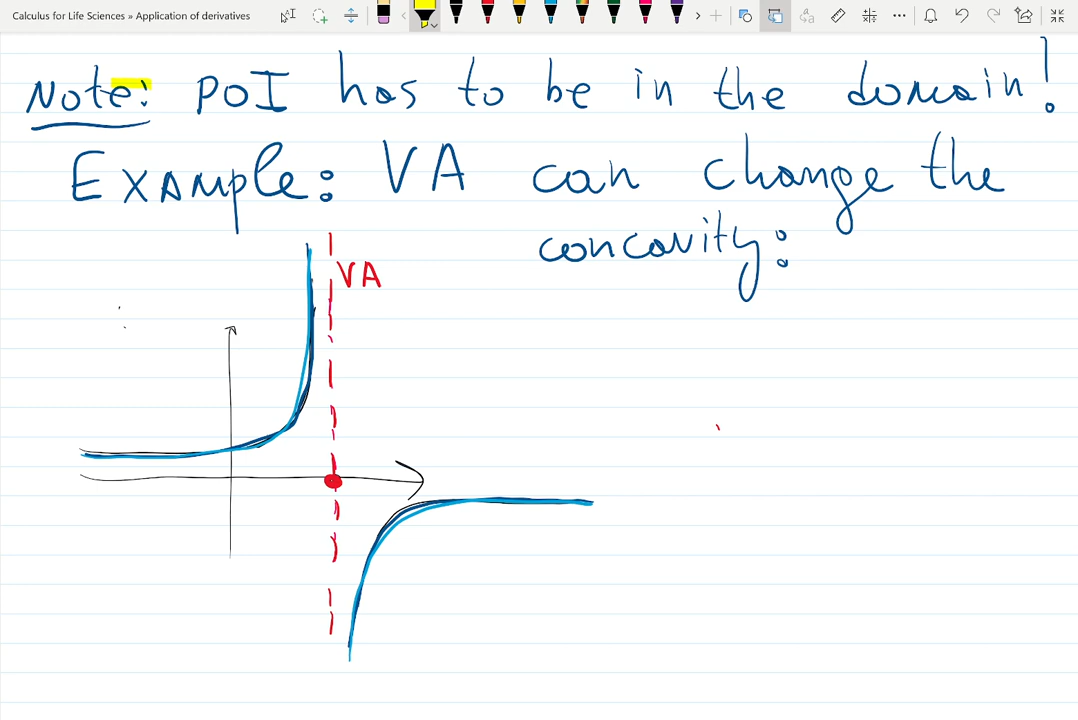 Calculus for Life Sciences » Application of derivatives
Note: POI has to be in the domain!
Example: VA can change the
concavity:
VA